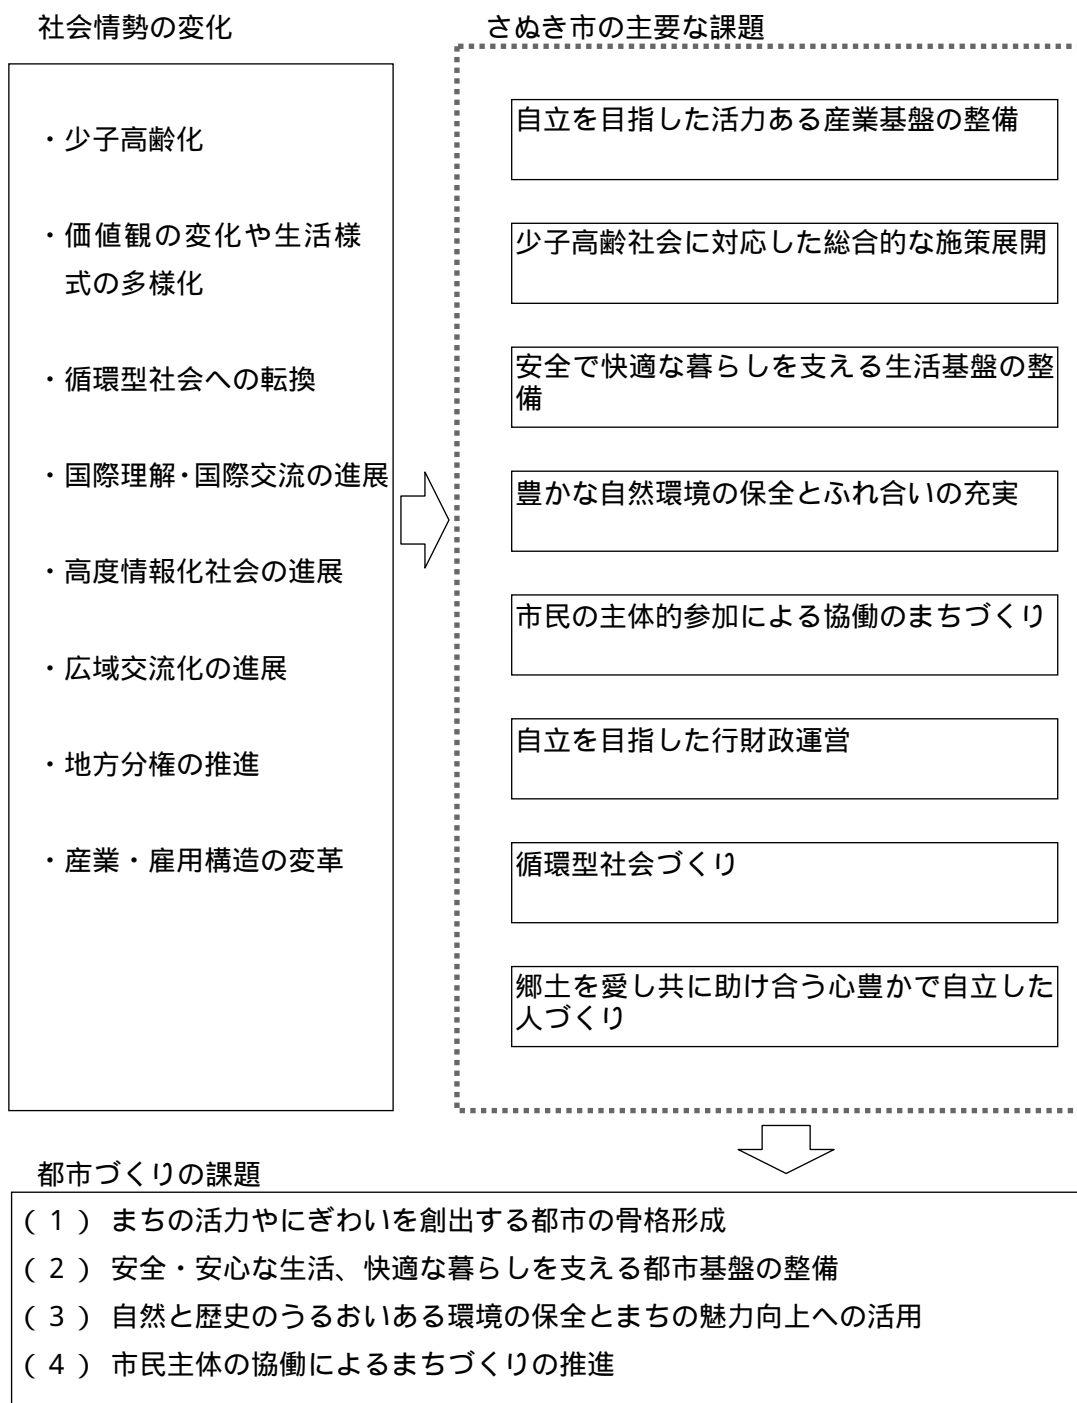 社会情勢の変化
・少子高齢化
・価値観の変化や生活様
式の多様化
・循環型社会への転換
・国際理解・国際交流の進展
・高度情報化社会の進展
・広域交流化の進展
・地方分権の推進
・産業・雇用構造の変革
さぬき市の主要な課題
自立を目指した活力ある産業基盤の整備
少子高齢社会に対応した総合的な施策展開
安全で快適な暮らしを支える生活基盤の整
備
豊かな自然環境の保全とふれ合いの充実
市民の主体的参加による協働のまちづくり
自立を目指した行財政運営
循環型社会づくり
郷土を愛し共に助け合う心豊かで自立した
人づくり
都市づくりの課題
(1) まちの活力やにぎわいを創出する都市の骨格形成
(2) 安全・安心な生活、快適な暮らしを支える都市基盤の整備
(3) 自然と歴史のうるおいある環境の保全とまちの魅力向上への活用
(4) 市民主体の協働によるまちづくりの推進